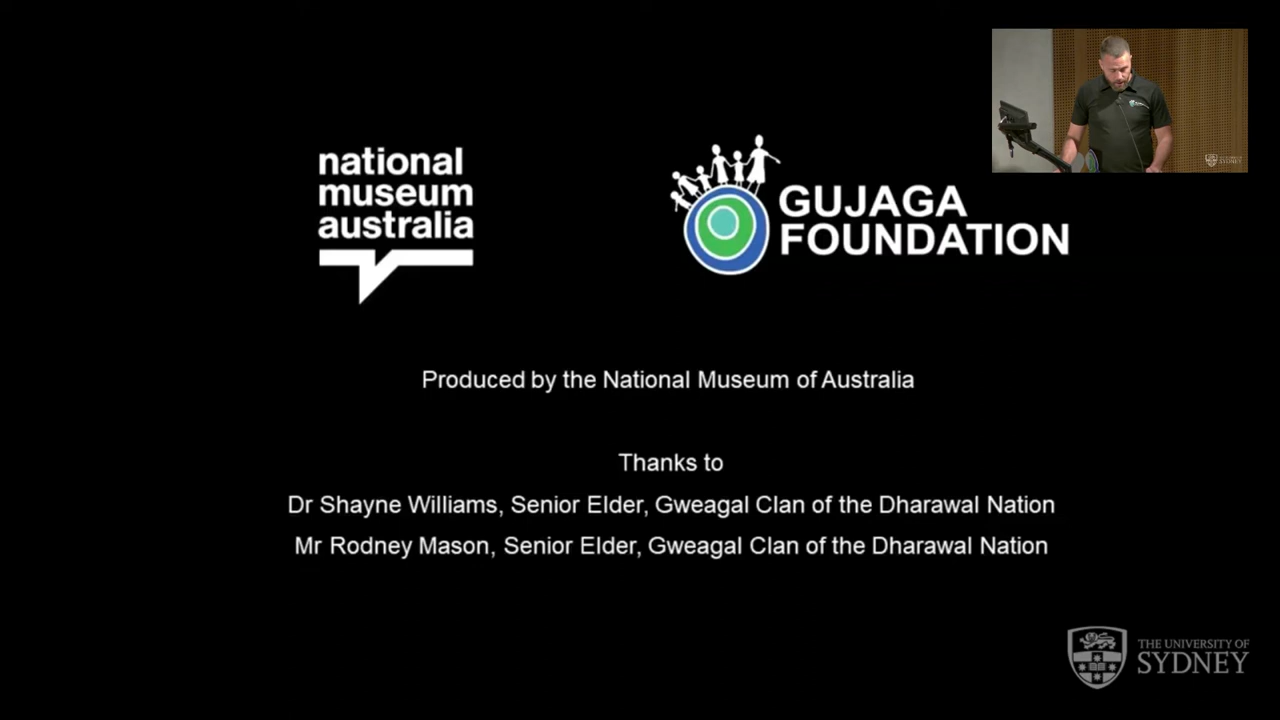 national
museum
australia
GUJAGA
FOUNDATION
Produced by the National Museum of Australia
Thanks to
Dr Shayne Williams, Senior Elder, Gweagal Clan of the Dharawal Nation
Mr Rodney Mason, Senior Elder, Gweagal Clan of the Dharawal Nation
THE UNIVERSITY OF
SYDNEY